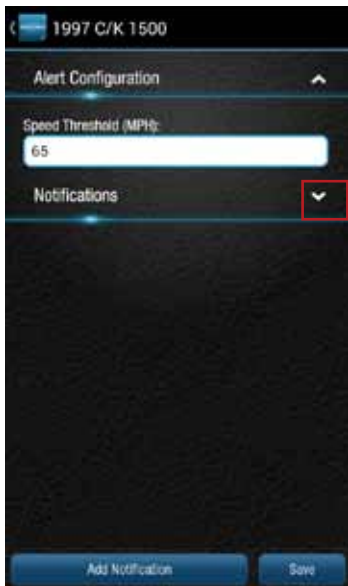 1997 C/K 1500
Alert Configuration
Speed Threshold (MPH):
65
Notifications
Add Notification
Save